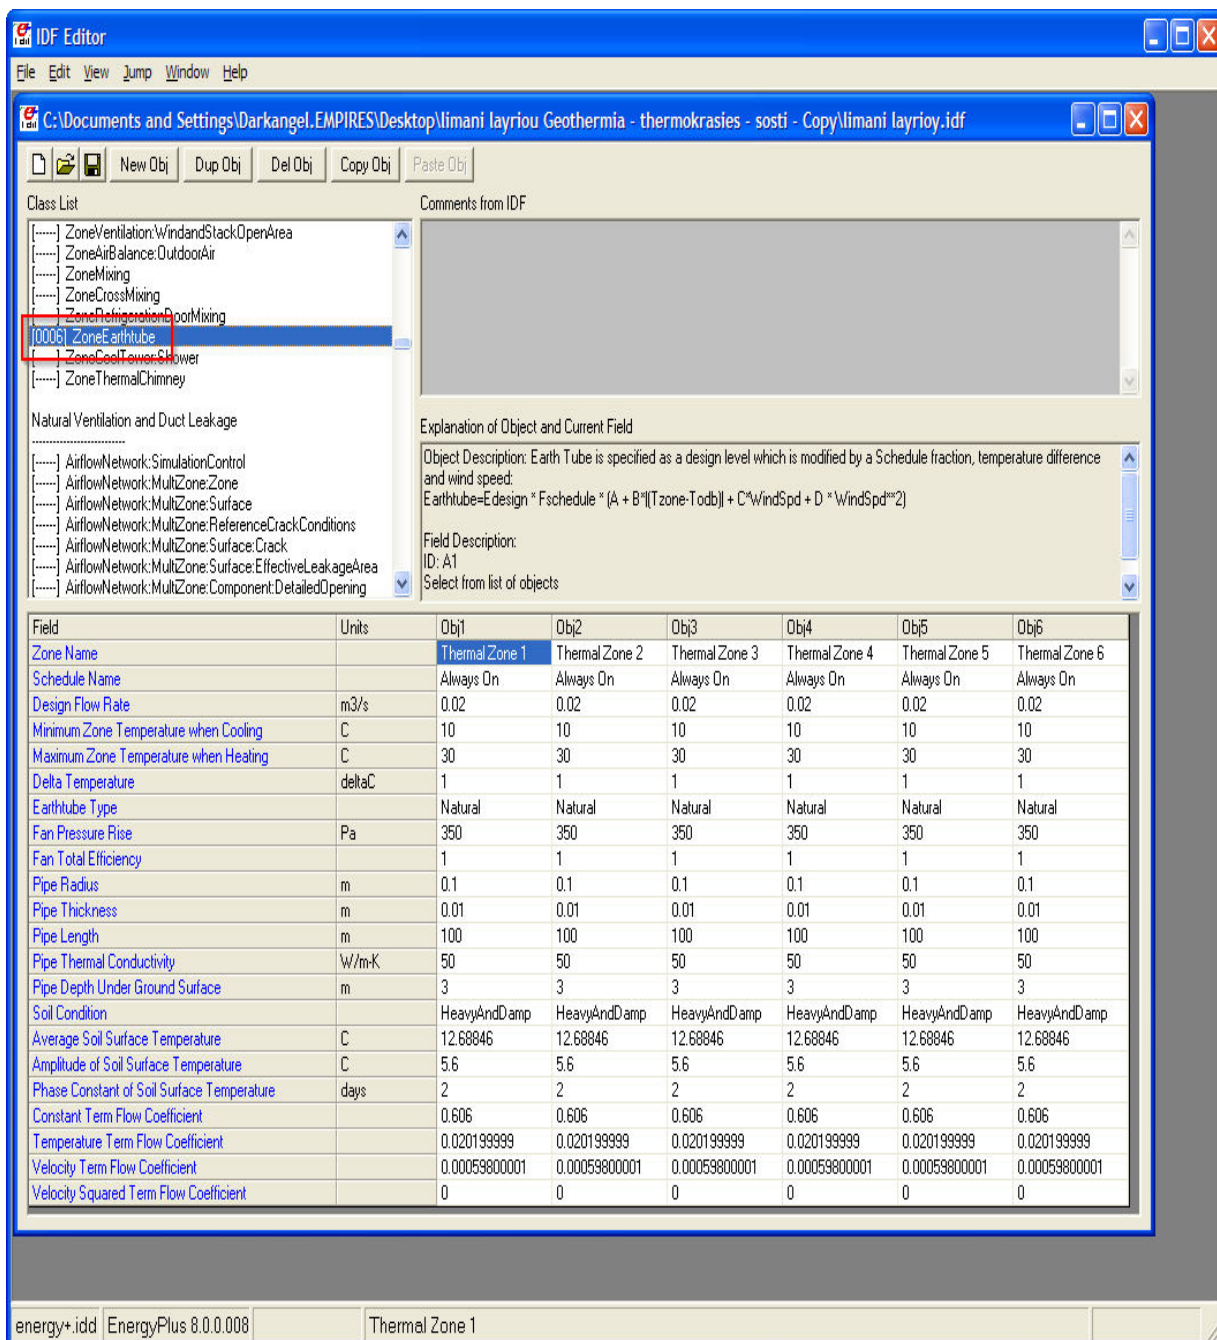 IDF Editor
File Edit View Jump Window Help
C:\Documents and Settings\Darkangel.EMPIRES\Desktop\limani layriou Geothermia - thermokrasies - sosti - Copy\limani layrioy.idf
New Obj Dup Obj Del Obj Copy Obj Paste Obj
Class List
[-----] ZoneVentilation:WindandStackOpenArea
[-----] ZoneAirBalance:OutdoorAir
[-----] ZoneMixing
[-----] ZoneCrossMixing
[-----] ZoneRefrigerationDoorMixing
[0006] ZoneEarthtube
[-----] ZoneCoolTower:Shower
[-----] ZoneThermalChimney
Natural Ventilation and Duct Leakage
--------------------------
[-----] AirflowNetwork:SimulationControl
[-----] AirflowNetwork:MultiZone:Zone
[-----] AirflowNetwork:MultiZone:Surface
[-----] AirflowNetwork:MultiZone:ReferenceCrackConditions
[-----] AirflowNetwork:MultiZone:Surface:Crack
[-----] AirflowNetwork:MultiZone:Surface:EffectiveLeakageArea
[-----] AirflowNetwork:MultiZone:Component:DetailedOpening
Comments from IDF
Explanation of Object and Current Field
Object Description: Earth Tube is specified as a design level which is modified by a Schedule fraction, temperature difference
and wind speed:
Earthtube=Edesign * Fschedule * (A + B*|(Tzone-Todb)| + C*WindSpd + D * WindSpd**2)
Field Description:
ID: A1
Select from list of objects
Field Units Obj1 Obj2 Obj3 Obj4 Obj5 Obj6
Zone Name Thermal Zone 1 Thermal Zone 2 Thermal Zone 3 Thermal Zone 4 Thermal Zone 5 Thermal Zone 6
Schedule Name Always On Always On Always On Always On Always On Always On
Design Flow Rate m3/s 0.02 0.02 0.02 0.02 0.02 0.02
Minimum Zone Temperature when Cooling C 10 10 10 10 10 10
Maximum Zone Temperature when Heating C 30 30 30 30 30 30
Delta Temperature deltaC 1 1 1 1 1 1
Earthtube Type Natural Natural Natural Natural Natural Natural
Fan Pressure Rise Pa 350 350 350 350 350 350
Fan Total Efficiency 1 1 1 1 1 1
Pipe Radius m 0.1 0.1 0.1 0.1 0.1 0.1
Pipe Thickness m 0.01 0.01 0.01 0.01 0.01 0.01
Pipe Length m 100 100 100 100 100 100
Pipe Thermal Conductivity W/m-K 50 50 50 50 50 50
Pipe Depth Under Ground Surface m 3 3 3 3 3 3
Soil Condition HeavyAndDamp HeavyAndDamp HeavyAndDamp HeavyAndDamp HeavyAndDamp HeavyAndDamp
Average Soil Surface Temperature C 12.68846 12.68846 12.68846 12.68846 12.68846 12.68846
Amplitude of Soil Surface Temperature C 5.6 5.6 5.6 5.6 5.6 5.6
Phase Constant of Soil Surface Temperature days 2 2 2 2 2 2
Constant Term Flow Coefficient 0.606 0.606 0.606 0.606 0.606 0.606
Temperature Term Flow Coefficient 0.020199999 0.020199999 0.020199999 0.020199999 0.020199999 0.020199999
Velocity Term Flow Coefficient 0.00059800001 0.00059800001 0.00059800001 0.00059800001 0.00059800001 0.00059800001
Velocity Squared Term Flow Coefficient 0 0 0 0 0 0
energy+.idd EnergyPlus 8.0.0.008 Thermal Zone 1